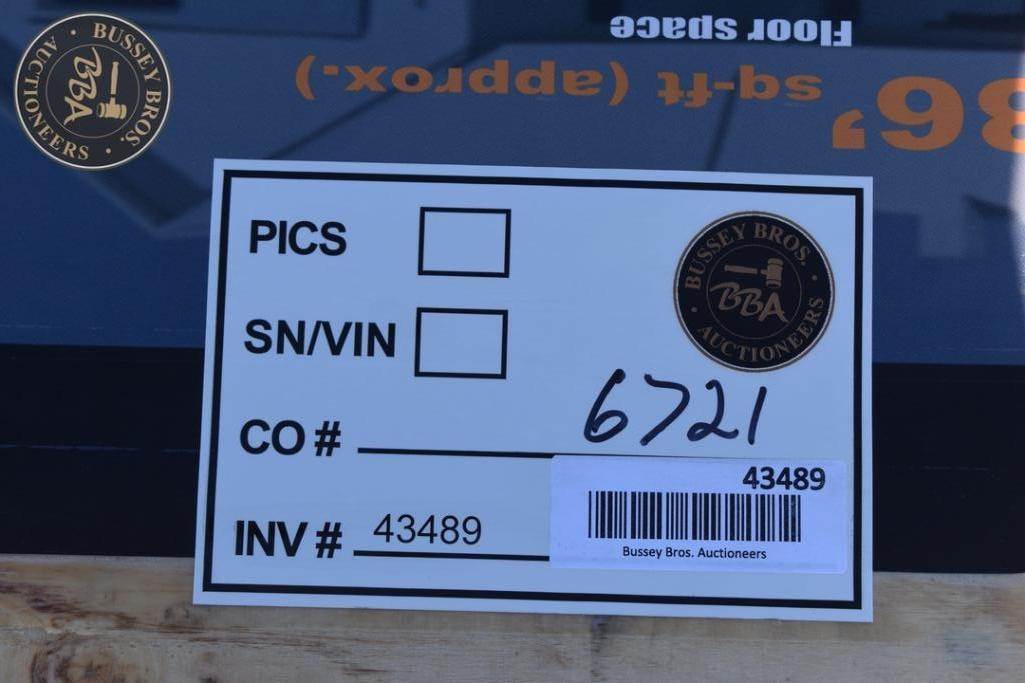 BUSSEY BROS.
BBA
AUCTIONEERS
Floor space
sq-ft (approx.)
PICS
BUSSEY BROS.
BBA
AUCTIONEERS
SN/VIN
6721
CO #
43489
INV # 43489
Bussey Bros. Auctioneers